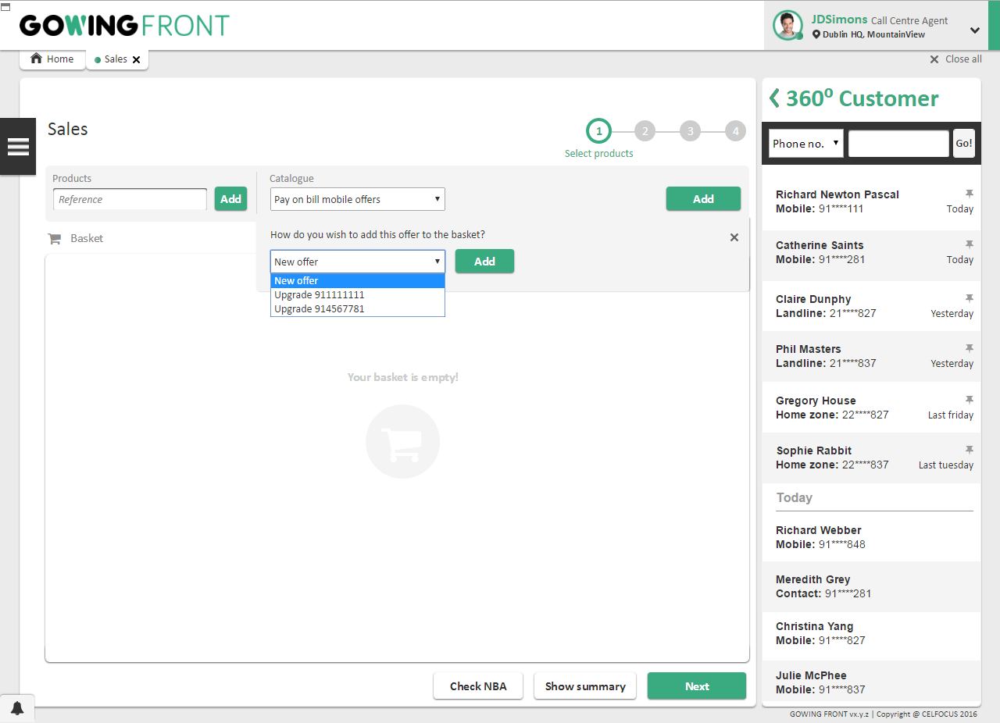 GOWING FRONT
JDSimons Call Centre Agent
Dublin HQ, MountainView
Home
Sales
Close all
Sales
1
2
3
4
Select products
Products
Reference
Add
Catalogue
Pay on bill mobile offers
Add
Basket
How do you wish to add this offer to the basket?
New offer
Add
New offer
Upgrade 911111111
Upgrade 914567781
Your basket is empty!
Check NBA
Show summary
Next
360º Customer
Phone no.
Go!
Richard Newton Pascal
Mobile: 91****111
Today
Catherine Saints
Mobile: 91****281
Today
Claire Dunphy
Landline: 21****827
Yesterday
Phil Masters
Landline: 21****837
Yesterday
Gregory House
Home zone: 22****827
Last friday
Sophie Rabbit
Home zone: 22****837
Last tuesday
Today
Richard Webber
Mobile: 91****848
Meredith Grey
Contact: 91****281
Christina Yang
Mobile: 91****827
Julie McPhee
Mobile: 91****837
GOWING FRONT vx.y.z | Copyright @ CELFOCUS 2016